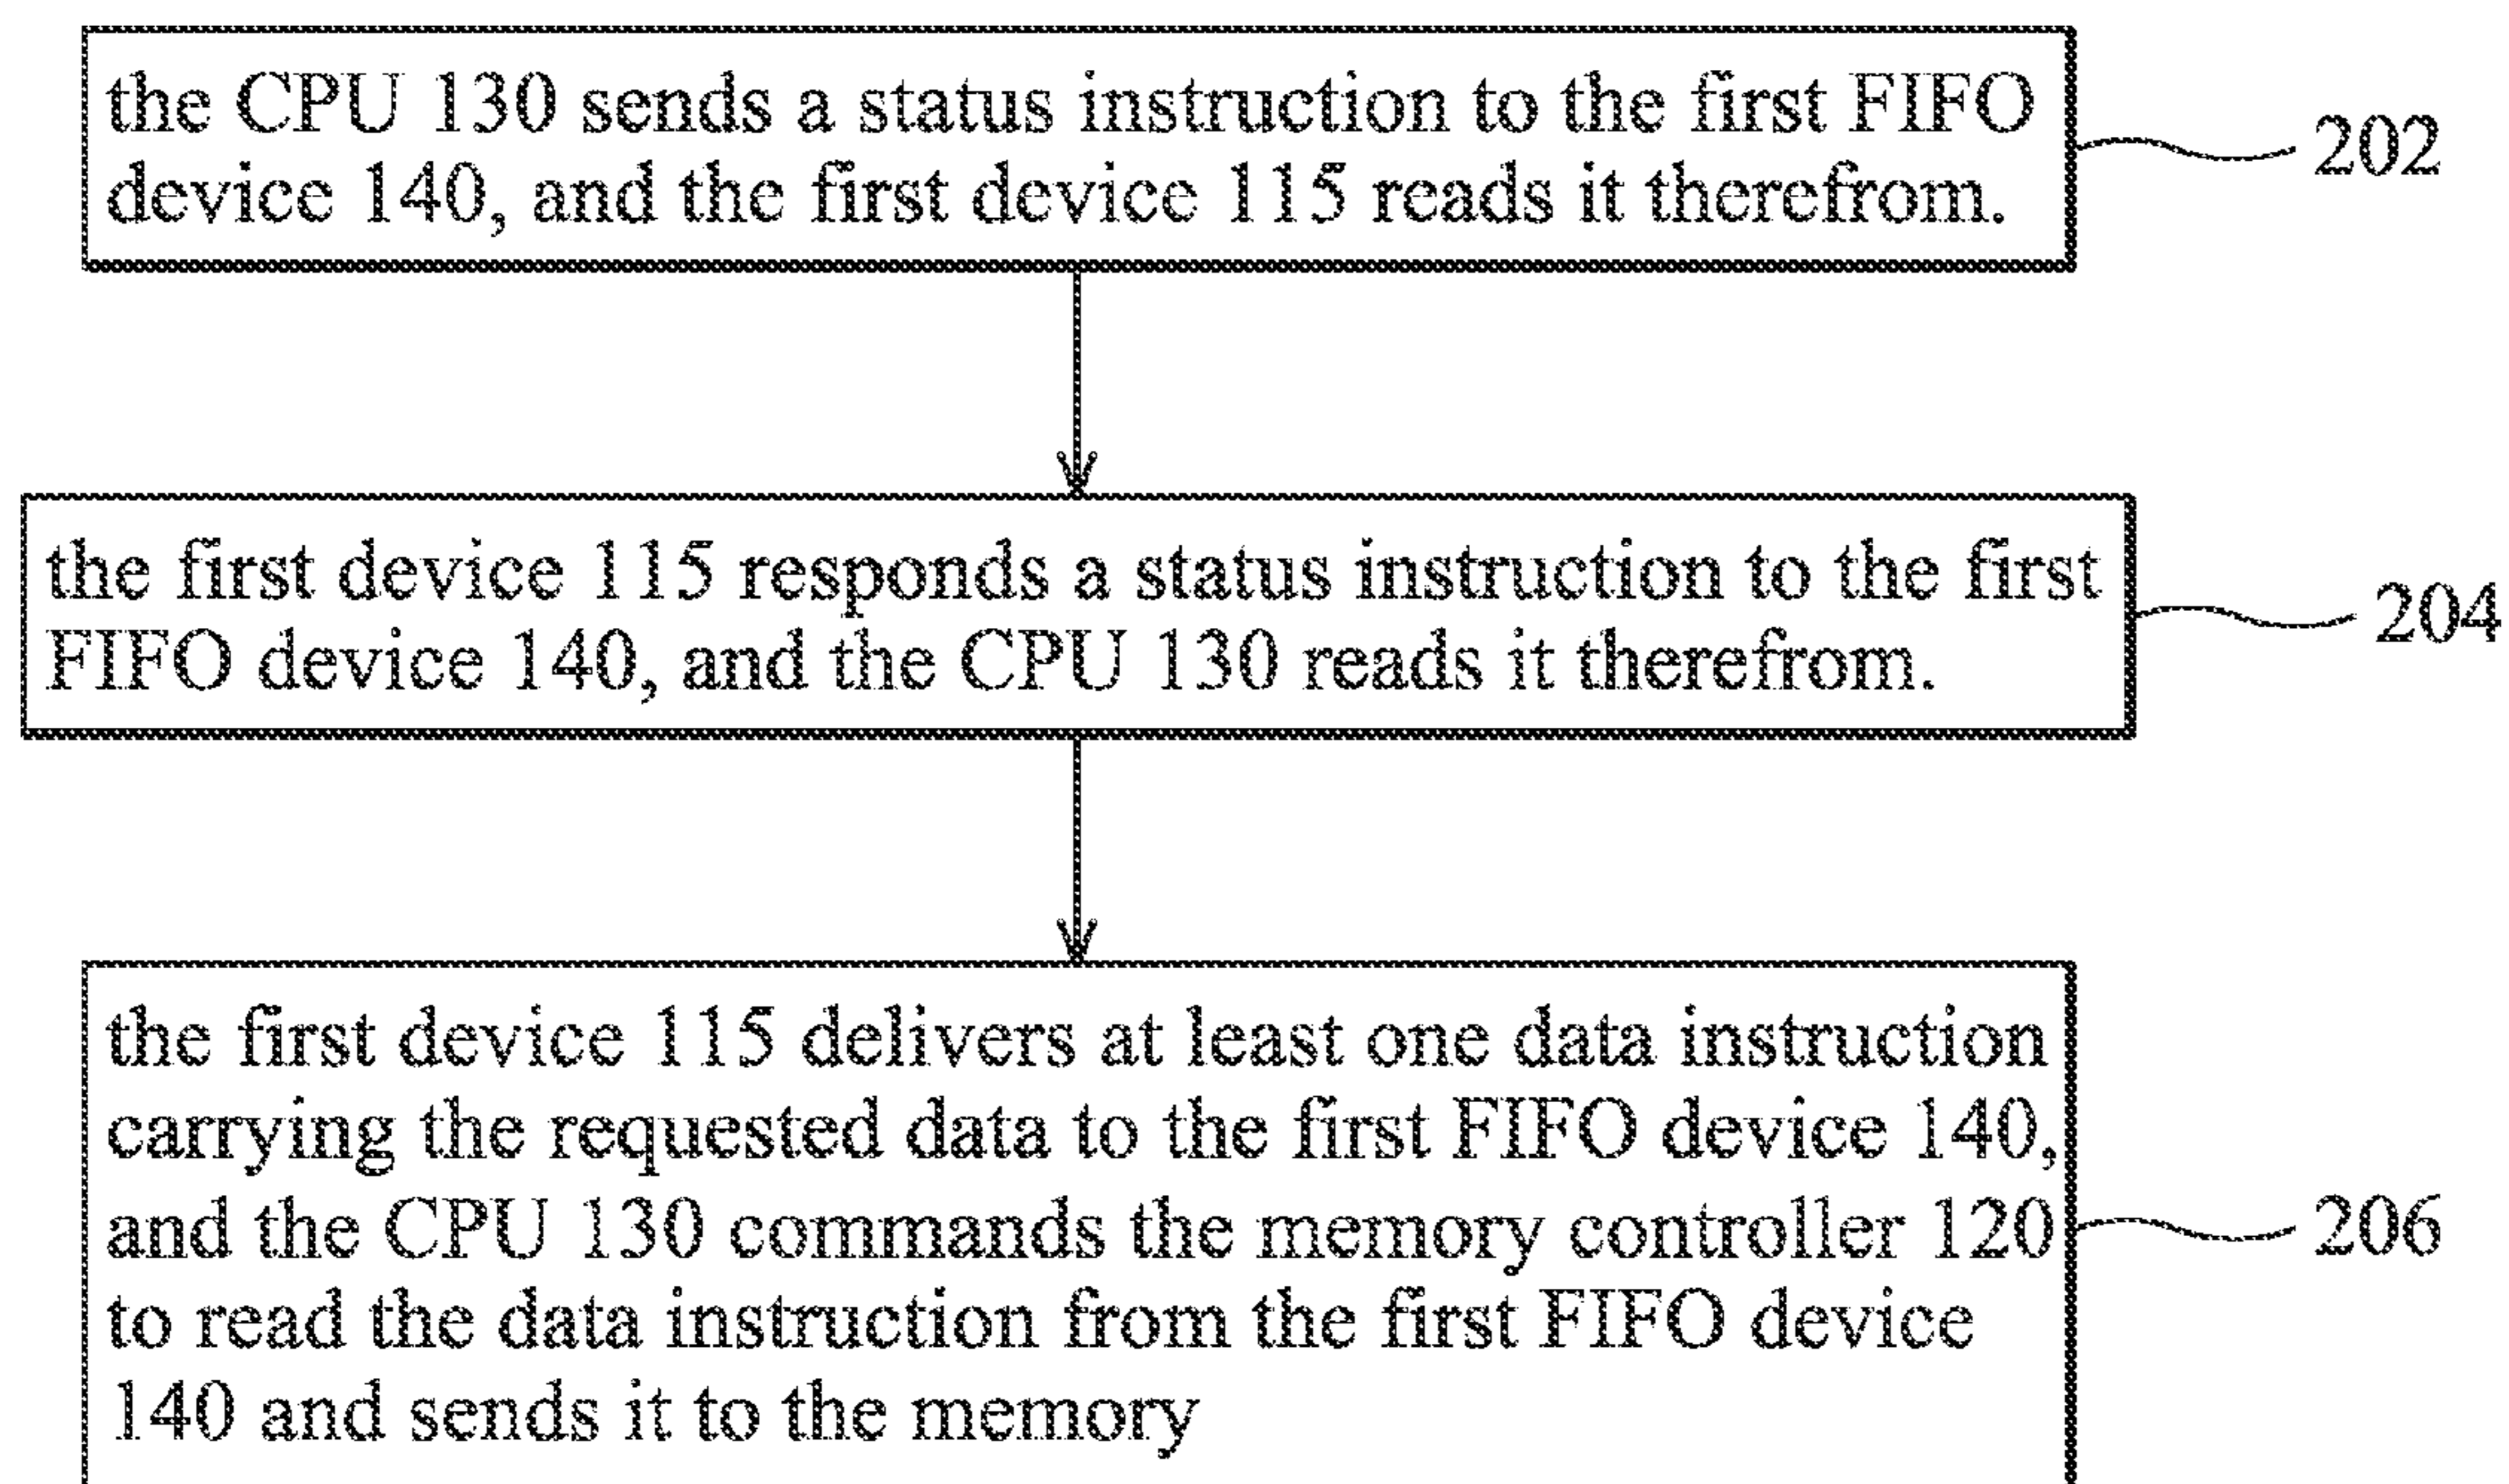 the CPU 130 sends a status instruction to the first FIFO
device 140, and the first device 115 reads it therefrom.
202
the first device 115 responds a status instruction to the first
FIFO device 140, and the CPU 130 reads it therefrom.
204
the first device 115 delivers at least one data instruction
carrying the requested data to the first FIFO device 140,
and the CPU 130 commands the memory controller 120
to read the data instruction from the first FIFO device
140 and sends it to the memory
206